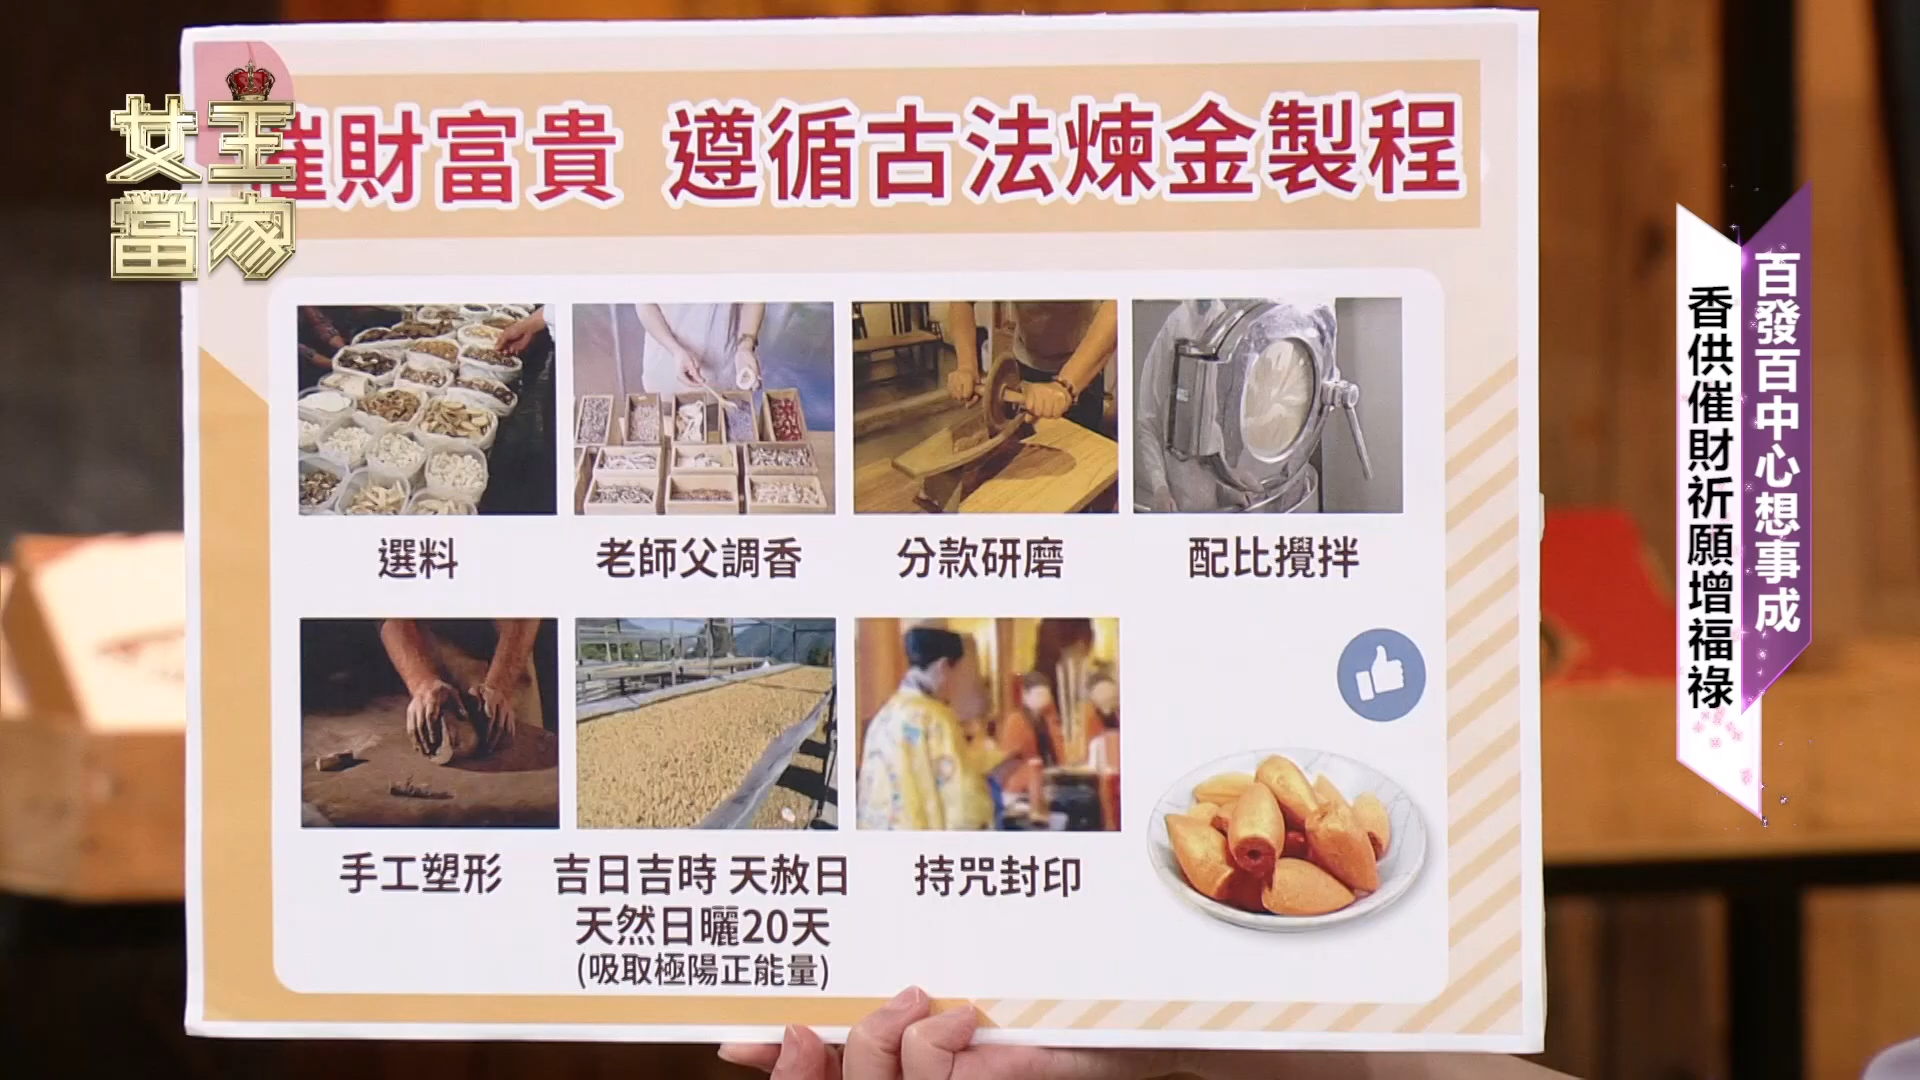 女王
當家
催財富貴 遵循古法煉金製程
選料
老師父調香
分款研磨
配比攪拌
手工塑形
吉日吉時 天赦日
天然日曬20天
(吸取極陽正能量)
持咒封印
百發百中心想事成
香供催財祈願增福祿